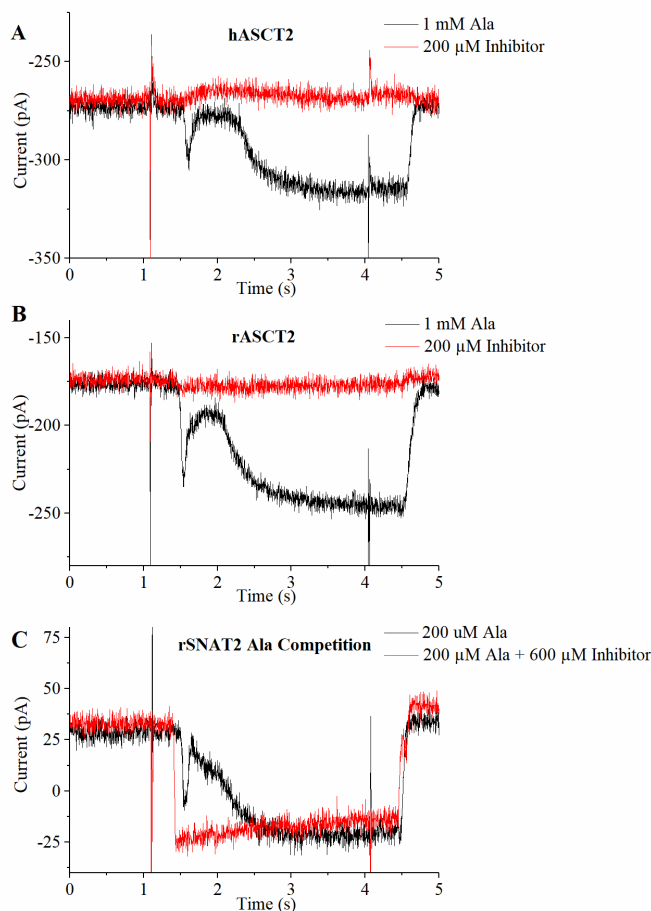 A
hASCT2
1 mM Ala
200 µM Inhibitor
-250
-300
-350
Current (pA)
0 1 2 3 4 5
Time (s)
B
rASCT2
1 mM Ala
200 µM Inhibitor
-150
-200
-250
Current (pA)
0 1 2 3 4 5
Time (s)
C
rSNAT2 Ala Competition
200 uM Ala
200 µM Ala + 600 µM Inhibitor
75
50
25
0
-25
Current (pA)
0 1 2 3 4 5
Time (s)